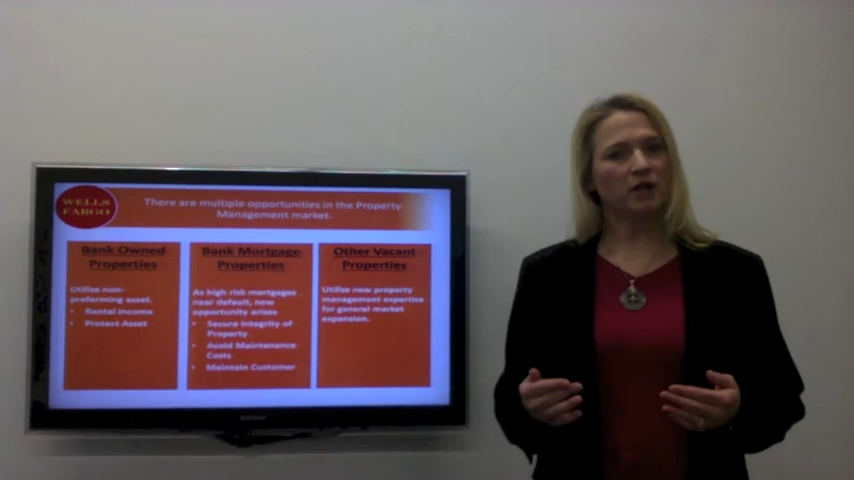 WELLS
FARGO
There are multiple opportunities in the Property
Management market.
Bank Owned
Properties
Utilize non-
preforming asset.
• Rental Income
• Protect Asset
Bank Mortgage
Properties
As high risk mortgages
near default, new
opportunity arizes
• Secure Integrity of
Property
• Avoid Maintenance
Costs
• Maintain Customer
Other Vacant
Properties
Utilize new property
management expertise
for general market
expansion.
SAMSUNG